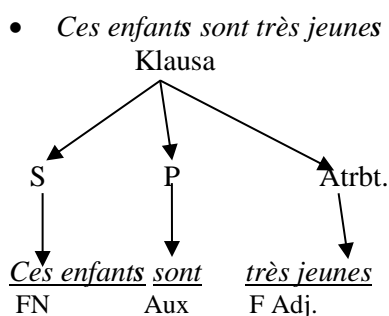 • Ces enfants sont très jeunes
Klausa
S P Atrbt.
Ces enfants sont très jeunes
FN Aux F Adj.